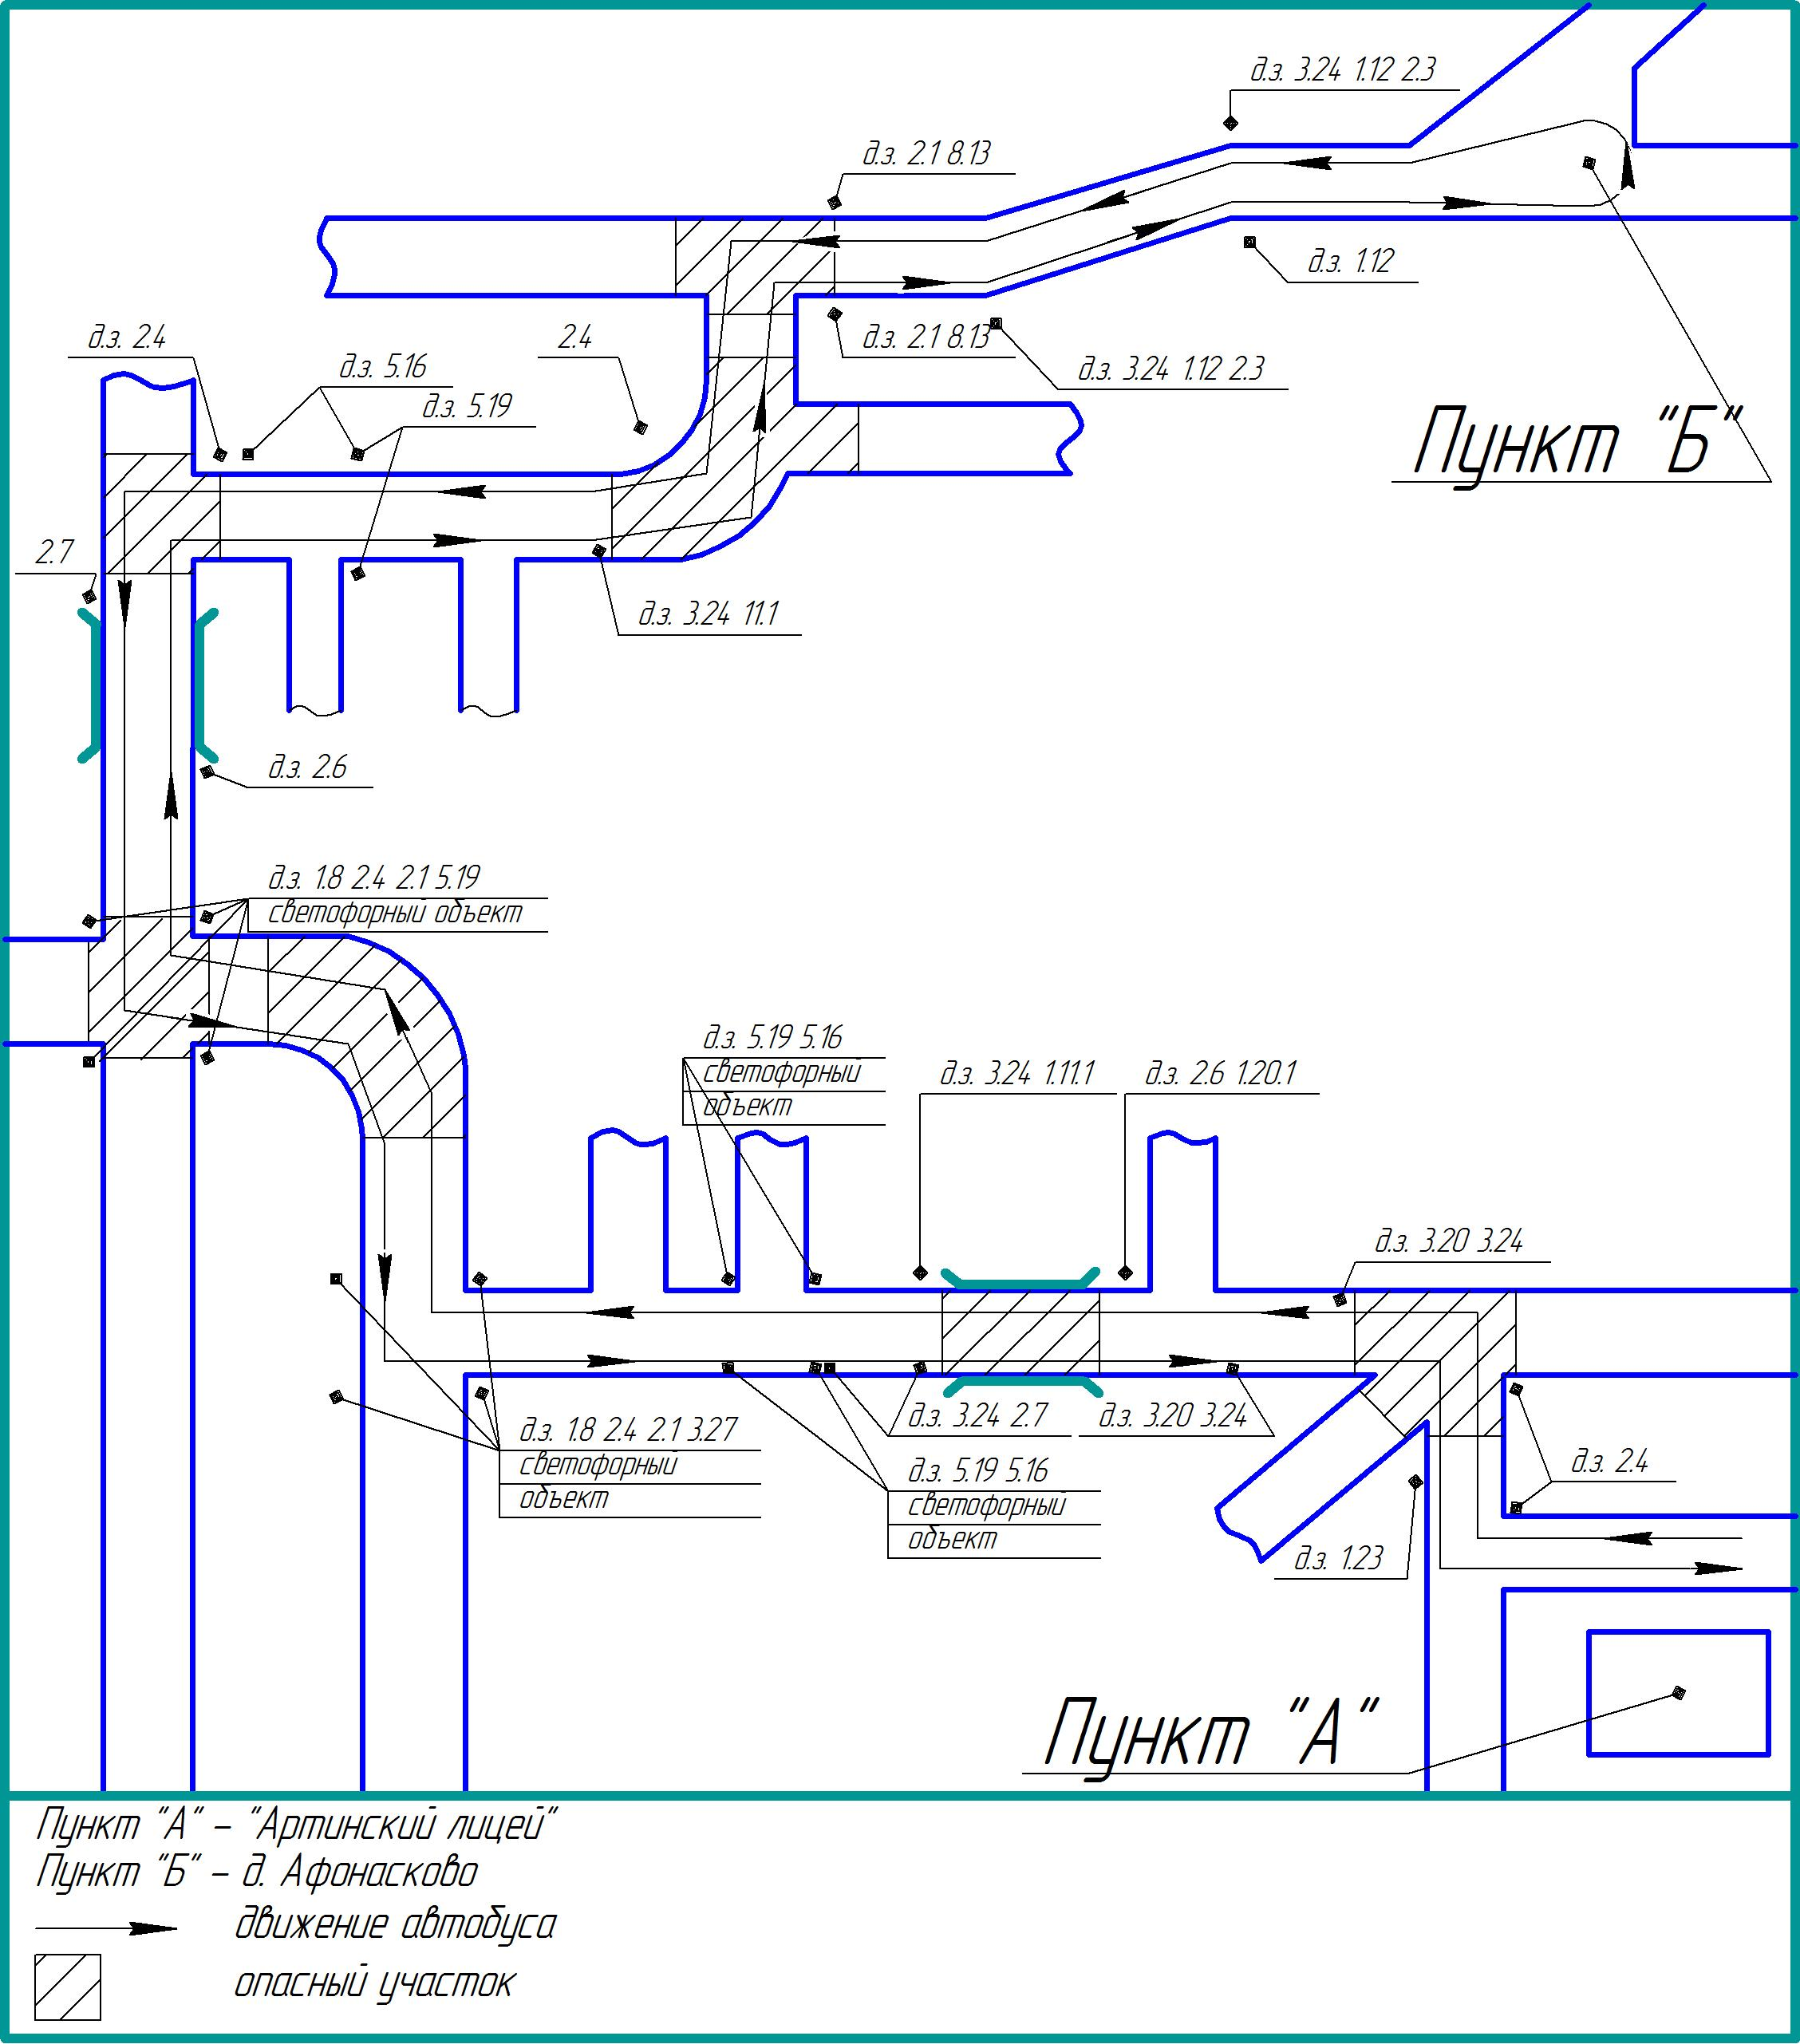 д.з. 3.24 1.12 2.3
д.з. 2.1 8.13
д.з. 1.12
д.з. 2.4
2.4
д.з. 2.1 8.13
д.з. 5.16
д.з. 3.24 1.12 2.3
д.з. 5.19
Пункт "Б"
2.7
д.з. 3.24 11.1
д.з. 2.6
д.з. 1.8 2.4 2.1 5.19
светофорный объект
д.з. 5.19 5.16
светофорный
объект
д.з. 3.24 1.11.1
д.з. 2.6 1.20.1
д.з. 3.20 3.24
д.з. 1.8 2.4 2.1 3.27
светофорный
объект
д.з. 3.24 2.7
д.з. 3.20 3.24
д.з. 5.19 5.16
светофорный
объект
д.з. 2.4
д.з. 1.23
Пункт "А"
Пункт "А" - "Артинский лицей"
Пункт "Б" - д. Афонасково
движение автобуса
опасный участок